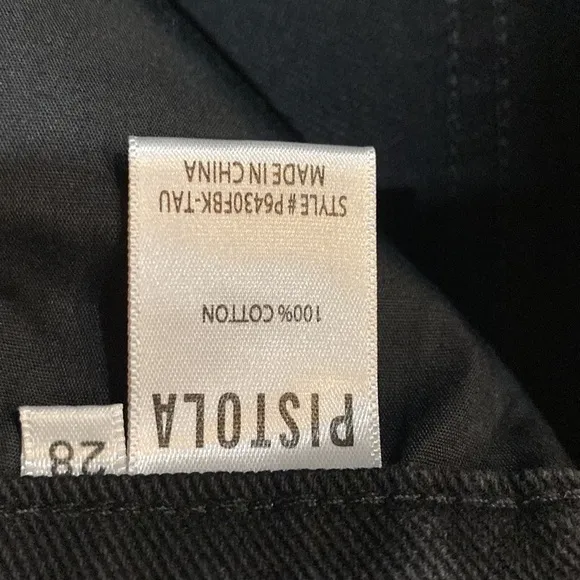 PISTOLA
100% COTTON
STYLE# P6430FBK-TAU
MADE IN CHINA
28